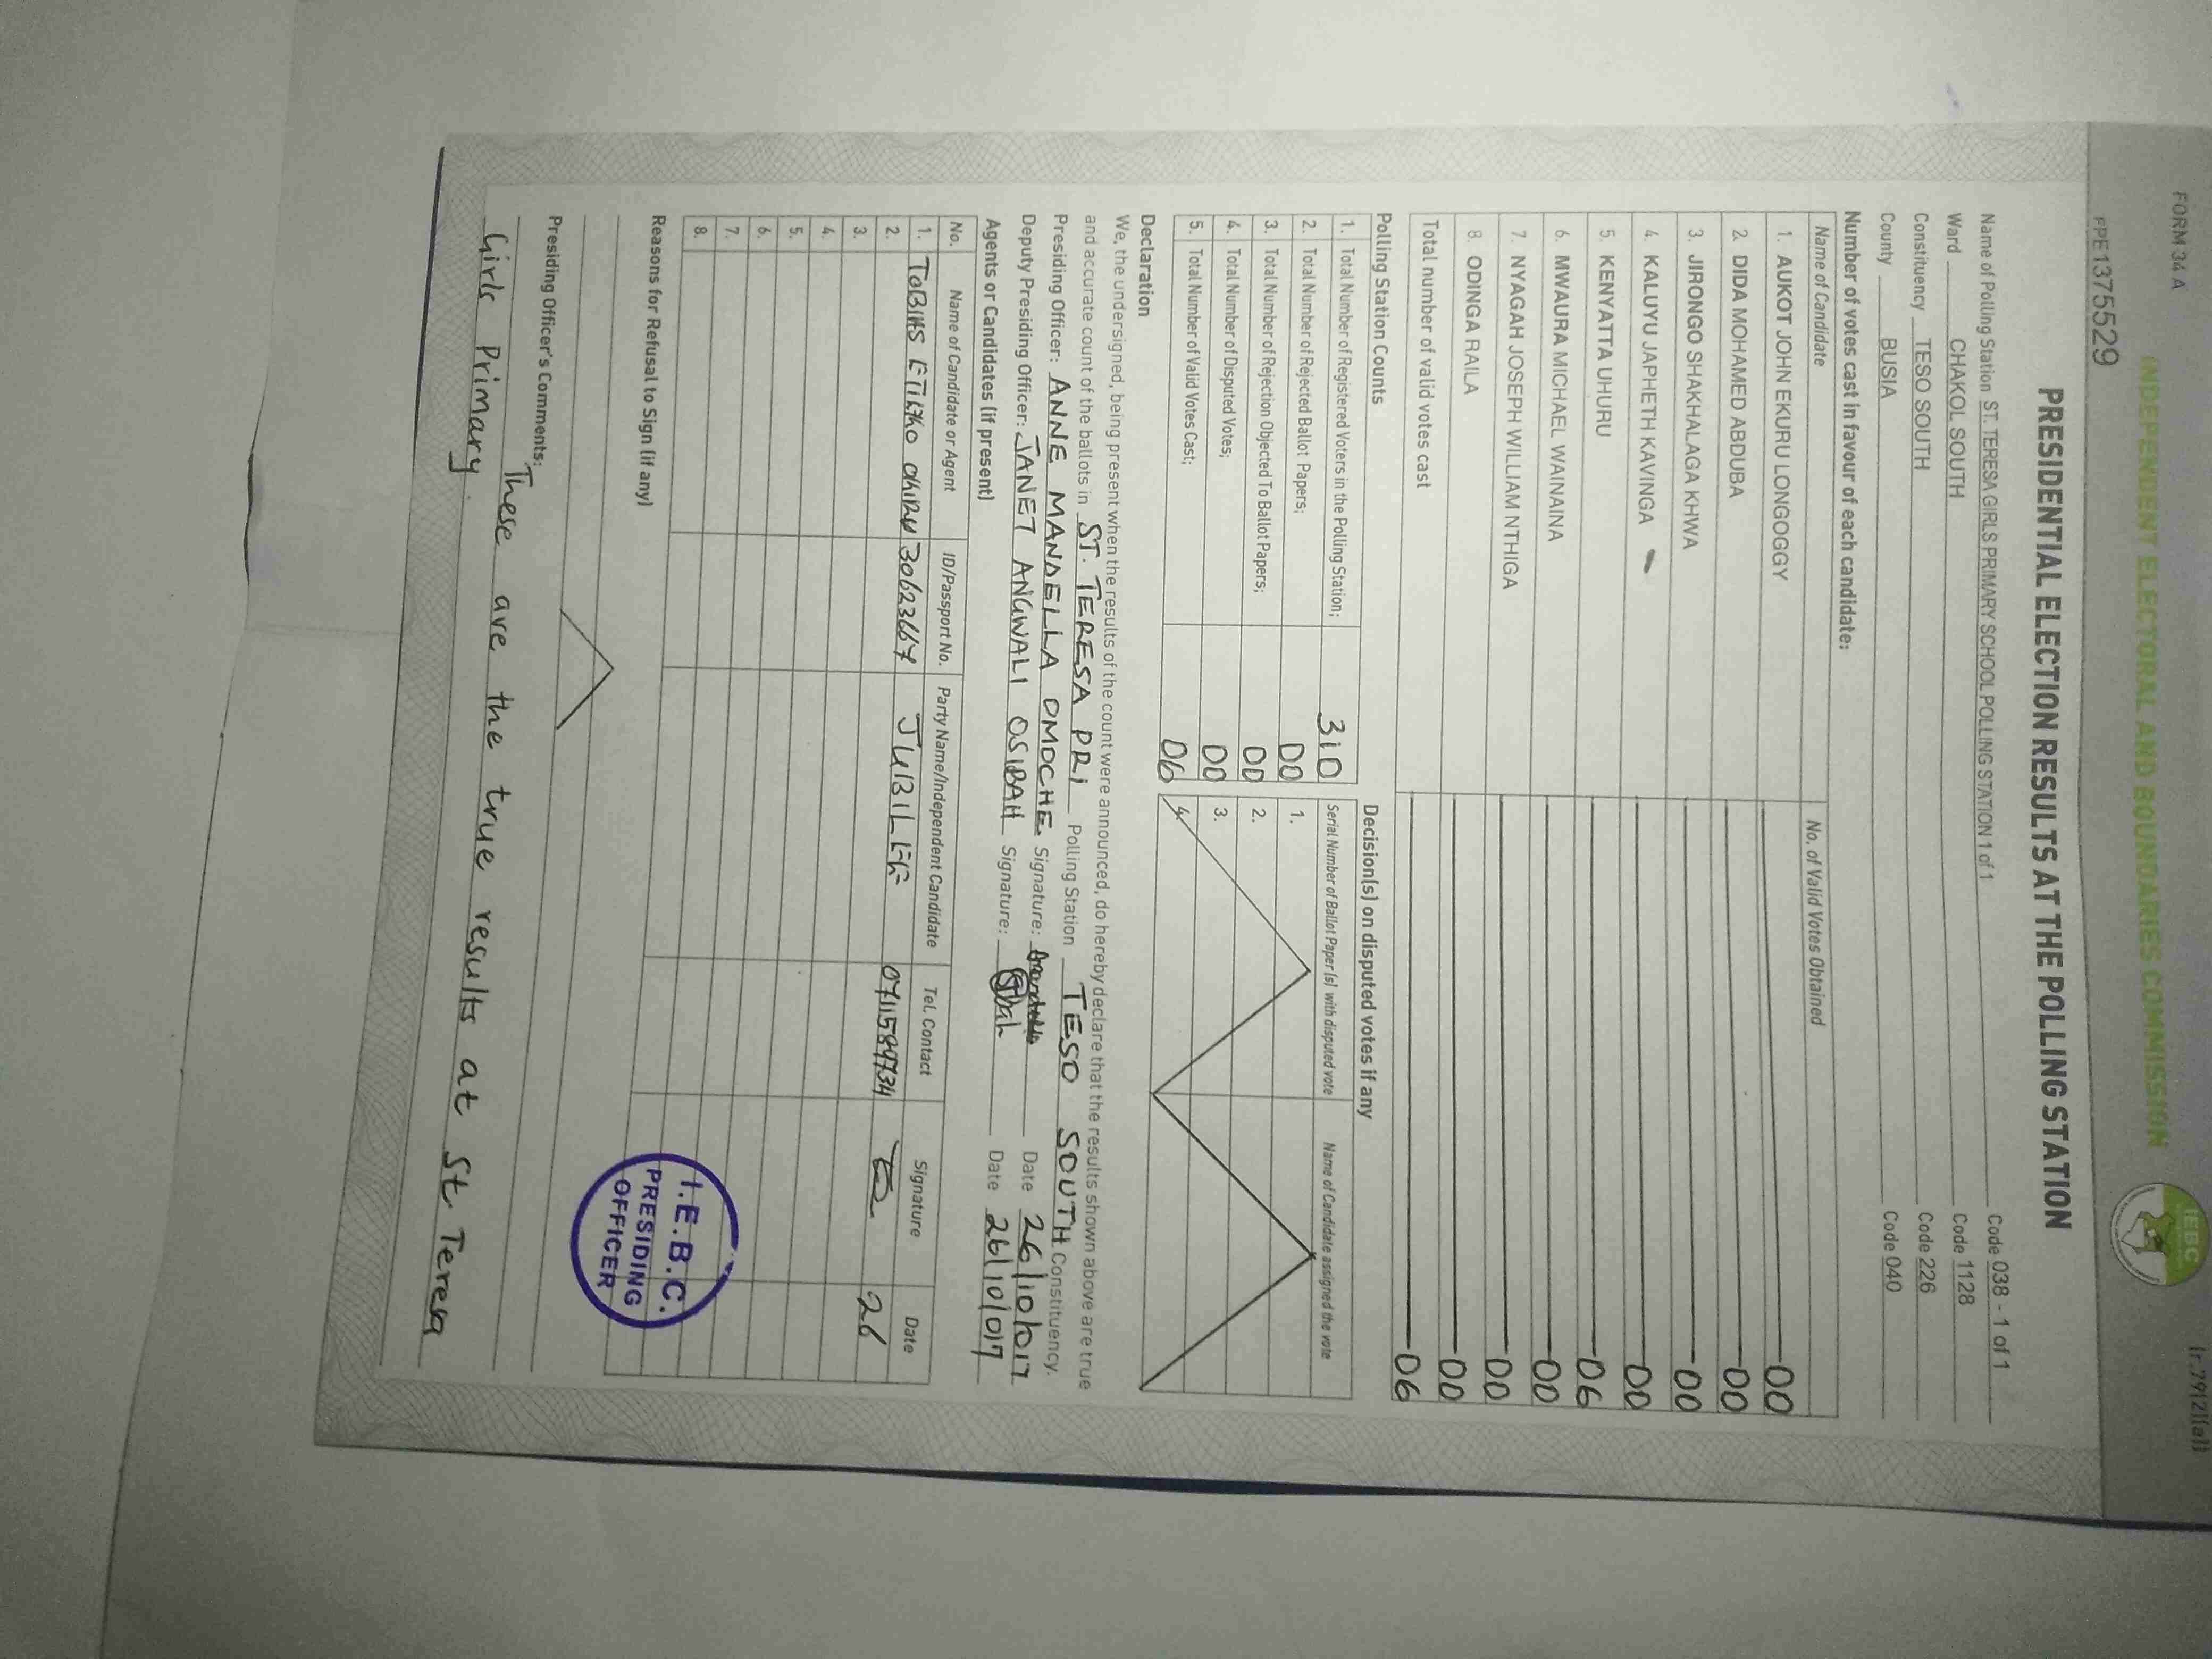 FORM 34 A
INDEPENDENT ELECTORAL AND BOUNDARIES COMMISSION
IEBC
PPE1375529
PRESIDENTIAL ELECTION RESULTS AT THE POLLING STATION
Name of Polling Station ST. TERESA GIRLS PRIMARY SCHOOL POLLING STATION 1 of 1 Code 038 - 1 of 1
Ward CHAKOL SOUTH Code 1128
Constituency TESO SOUTH Code 226
County BUSIA Code 040
Number of votes cast in favour of each candidate:
Name of Candidate No. of Valid Votes Obtained
1. AUKOT JOHN EKURU LONGOGGY 00
2. DIDA MOHAMED ABDUBA 00
3. JIRONGO SHAKHALAGA KHWA 00
4. KALUYU JAPHETH KAVINGA 00
5. KENYATTA UHURU 06
6. MWAURA MICHAEL WAINAINA 00
7. NYAGAH JOSEPH WILLIAM NTHIGA 00
8. ODINGA RAILA 00
Total number of valid votes cast 06
Polling Station Counts
1. Total Number of Registered Voters in the Polling Station; 310
2. Total Number of Rejected Ballot Papers; 00
3. Total Number of Rejection Objected To Ballot Papers; 00
4. Total Number of Disputed Votes; 00
5. Total Number of Valid Votes Cast; 06
Decision(s) on disputed votes if any
Serial Number of Ballot Paper (s) with disputed vote Name of Candidate assigned the vote
1.
2.
3.
4.
Declaration
We, the undersigned, being present when the results of the count were announced, do hereby declare that the results shown above are true
and accurate count of the ballots in ST. TERESA PRI Polling Station TESO SOUTH Constituency.
Presiding Officer: ANNE MANDELLA OMOCHE Signature: Date 26/10/017
Deputy Presiding Officer: JANET ANGWALI OSIBAH Signature: Date 26/10/017
Agents or Candidates (if present)
No. Name of Candidate or Agent ID/Passport No. Party Name/Independent Candidate Tel. Contact Signature Date
1. TOBIAS JUBILEE 0711589734 26
2.
3.
4.
5.
6.
7.
8.
I.E.B.C.
PRESIDING
OFFICER
Reasons for Refusal to Sign (if any)
Presiding Officer's Comments:
These are the true results at St Teresa
Girls Primary.